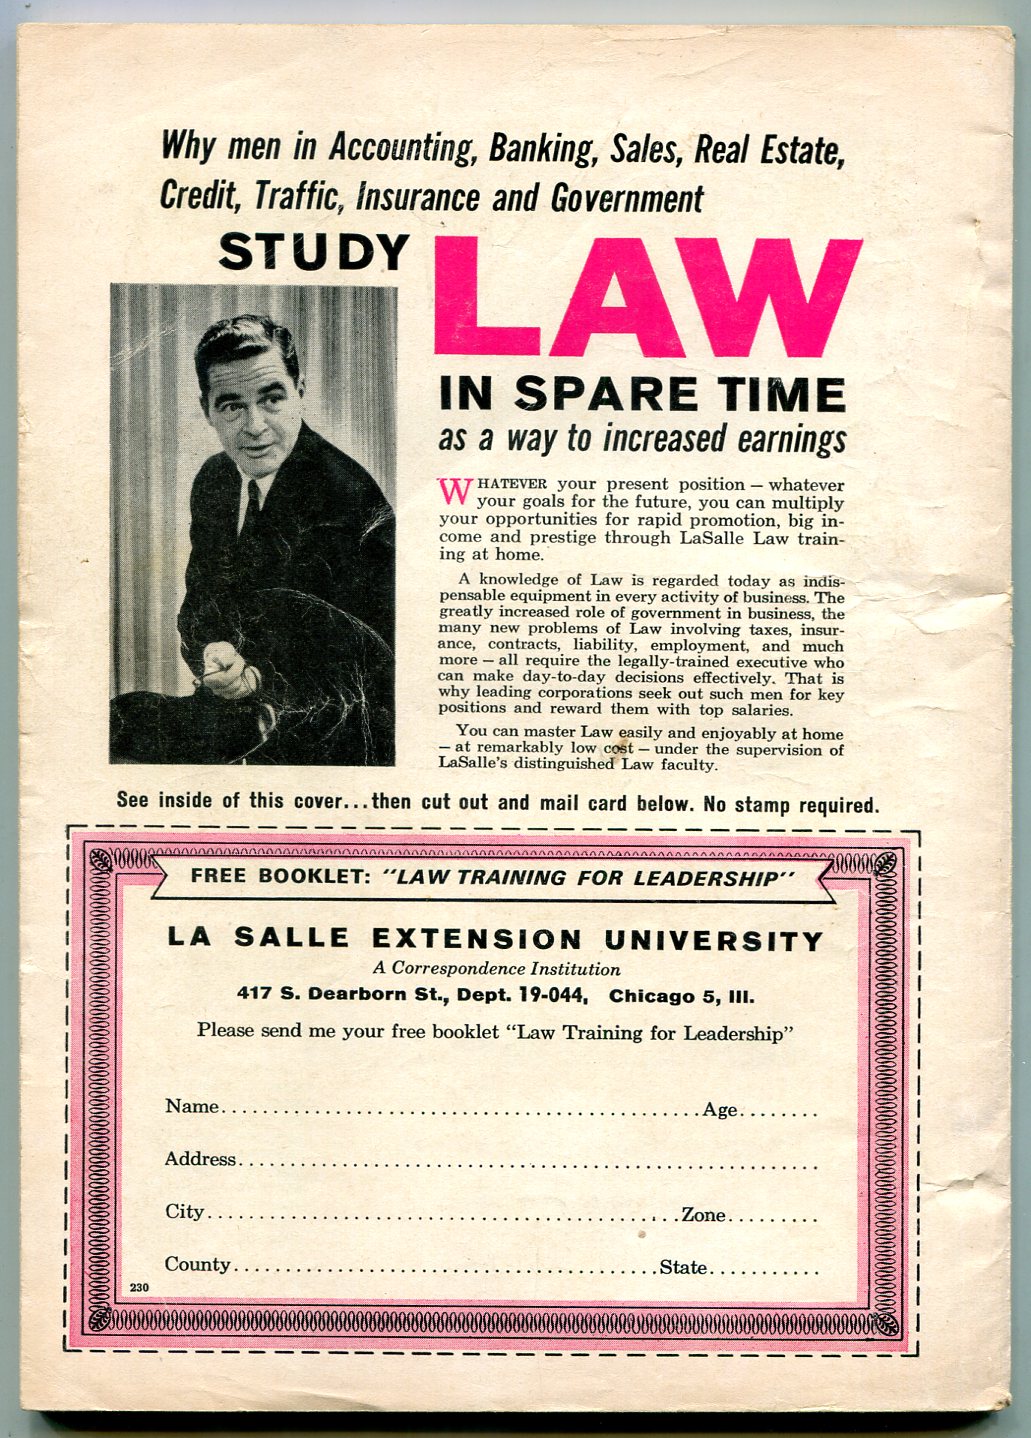 Why men in Accounting, Banking, Sales, Real Estate,
Credit, Traffic, Insurance and Government
STUDY LAW
IN SPARE TIME
as a way to increased earnings
WHATEVER your present position — whatever
your goals for the future, you can multiply
your opportunities for rapid promotion, big in-
come and prestige through LaSalle Law train-
ing at home.
A knowledge of Law is regarded today as indis-
pensable equipment in every activity of business. The
greatly increased role of government in business, the
many new problems of Law involving taxes, insur-
ance, contracts, liability, employment, and much
more — all require the legally-trained executive who
can make day-to-day decisions effectively. That is
why leading corporations seek out such men for key
positions and reward them with top salaries.
You can master Law easily and enjoyably at home
— at remarkably low cost — under the supervision of
LaSalle's distinguished Law faculty.
See inside of this cover...then cut out and mail card below. No stamp required.
FREE BOOKLET: "LAW TRAINING FOR LEADERSHIP"
LA SALLE EXTENSION UNIVERSITY
A Correspondence Institution
417 S. Dearborn St., Dept. 19-044, Chicago 5, Ill.
Please send me your free booklet "Law Training for Leadership"
Name.....................................................Age........
Address................................................................
City.....................................................Zone.........
County................................................State...........
230